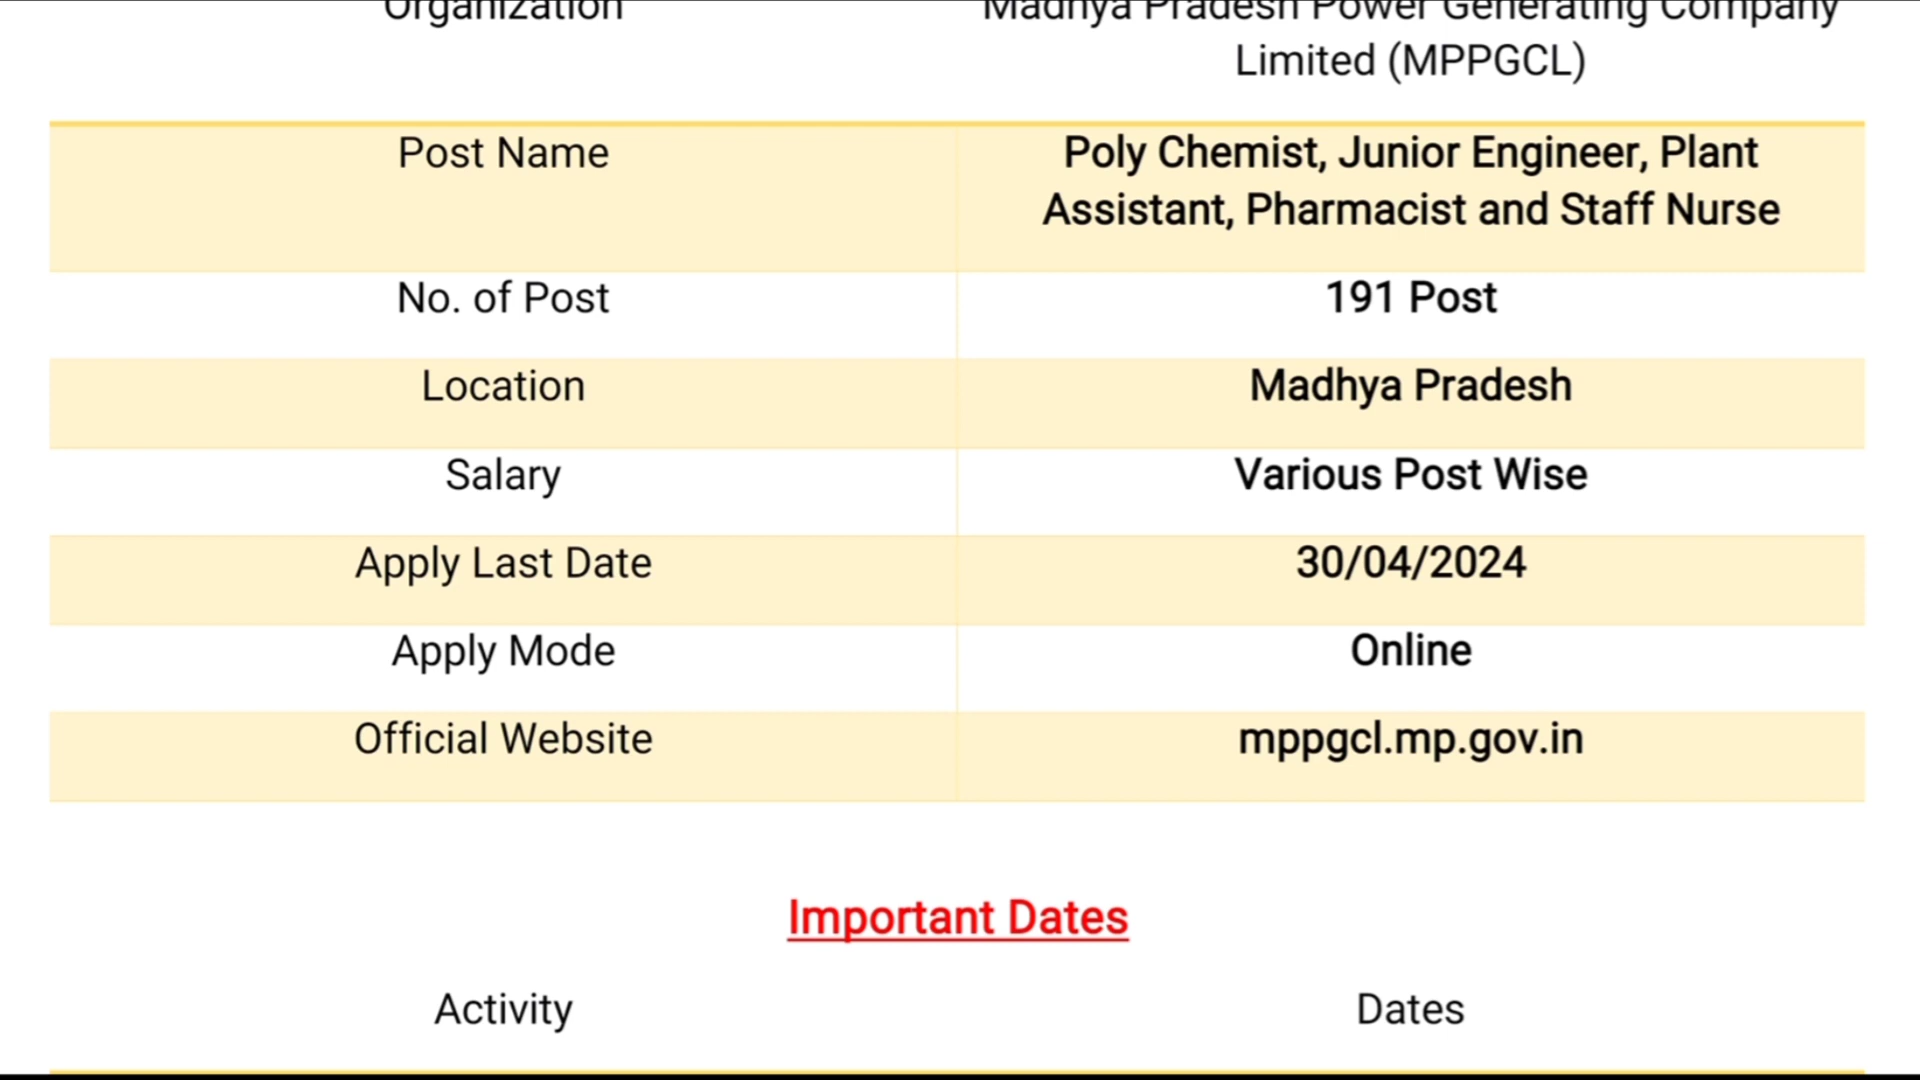 Organization
Madhya Pradesh Power Generating Company
Limited (MPPGCL)
Post Name
Poly Chemist, Junior Engineer, Plant
Assistant, Pharmacist and Staff Nurse
No. of Post
191 Post
Location
Madhya Pradesh
Salary
Various Post Wise
Apply Last Date
30/04/2024
Apply Mode
Online
Official Website
mppgcl.mp.gov.in
Important Dates
Activity
Dates